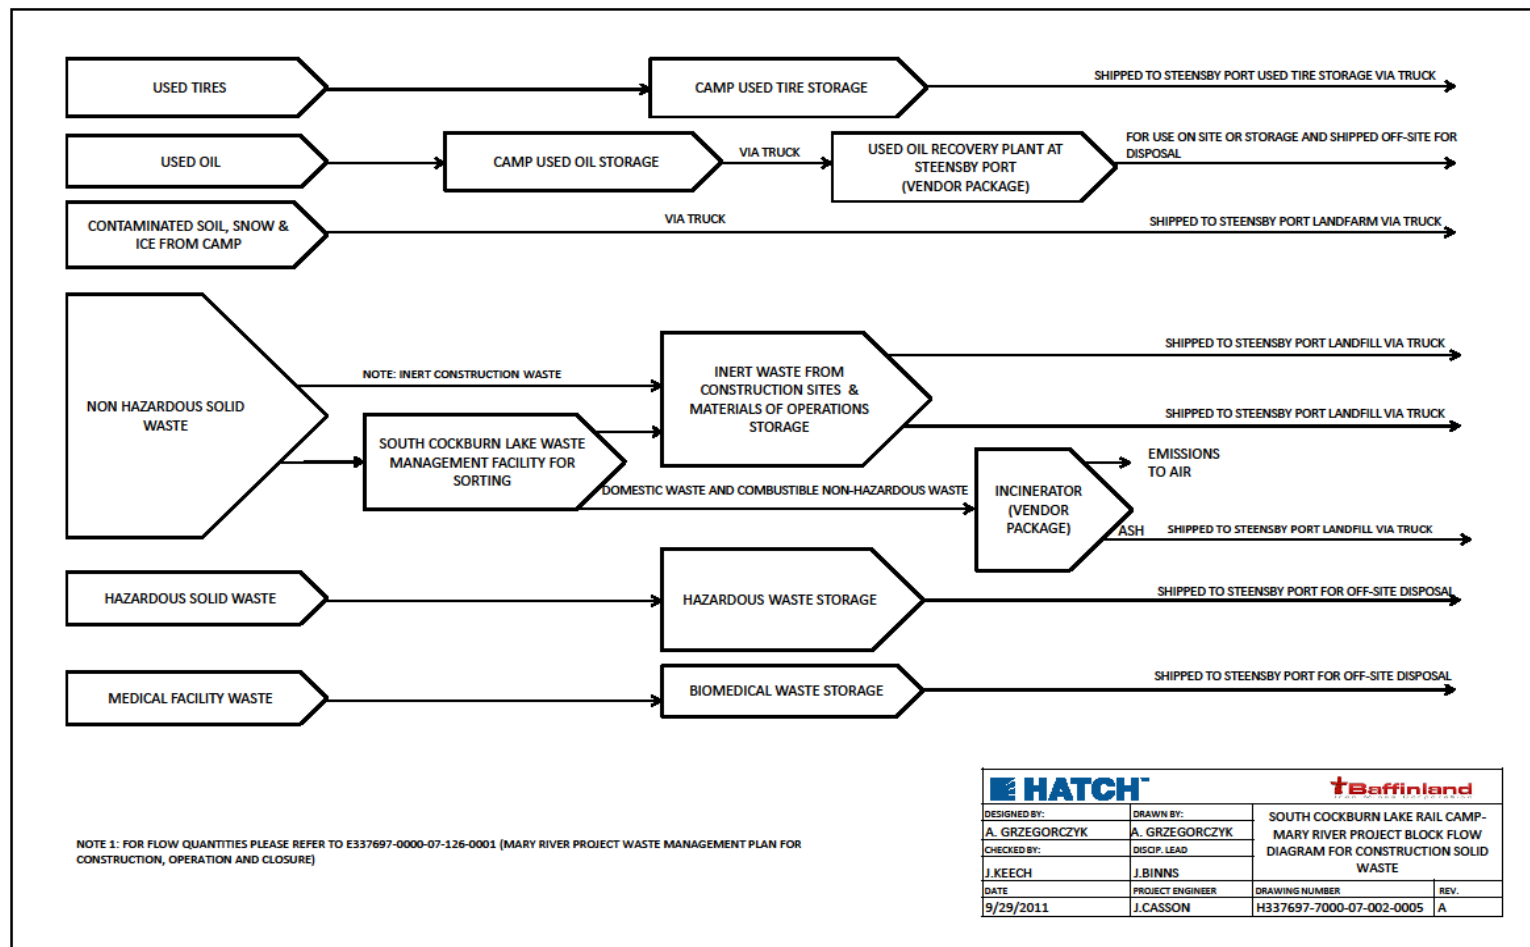 USED TIRES
CAMP USED TIRE STORAGE
SHIPPED TO STEENSBY PORT USED TIRE STORAGE VIA TRUCK
USED OIL
CAMP USED OIL STORAGE
VIA TRUCK
USED OIL RECOVERY PLANT AT
STEENSBY PORT
(VENDOR PACKAGE)
FOR USE ON SITE OR STORAGE AND SHIPPED OFF-SITE FOR
DISPOSAL
CONTAMINATED SOIL, SNOW &
ICE FROM CAMP
VIA TRUCK
SHIPPED TO STEENSBY PORT LANDFARM VIA TRUCK
NON HAZARDOUS SOLID
WASTE
NOTE: INERT CONSTRUCTION WASTE
INERT WASTE FROM
CONSTRUCTION SITES &
MATERIALS OF OPERATIONS
STORAGE
SHIPPED TO STEENSBY PORT LANDFILL VIA TRUCK
SHIPPED TO STEENSBY PORT LANDFILL VIA TRUCK
SOUTH COCKBURN LAKE WASTE
MANAGEMENT FACILITY FOR
SORTING
DOMESTIC WASTE AND COMBUSTIBLE NON-HAZARDOUS WASTE
INCINERATOR
(VENDOR
PACKAGE)
EMISSIONS
TO AIR
ASH
SHIPPED TO STEENSBY PORT LANDFILL VIA TRUCK
HAZARDOUS SOLID WASTE
HAZARDOUS WASTE STORAGE
SHIPPED TO STEENSBY PORT FOR OFF-SITE DISPOSAL
MEDICAL FACILITY WASTE
BIOMEDICAL WASTE STORAGE
SHIPPED TO STEENSBY PORT FOR OFF-SITE DISPOSAL
NOTE 1: FOR FLOW QUANTITIES PLEASE REFER TO E337697-0000-07-126-0001 (MARY RIVER PROJECT WASTE MANAGEMENT PLAN FOR
CONSTRUCTION, OPERATION AND CLOSURE)
HATCH™
Baffinland
Iron Mines Corporation
DESIGNED BY:
DRAWN BY:
A. GRZEGORCZYK
A. GRZEGORCZYK
CHECKED BY:
DISCIP. LEAD
J.KEECH
J.BINNS
SOUTH COCKBURN LAKE RAIL CAMP-
MARY RIVER PROJECT BLOCK FLOW
DIAGRAM FOR CONSTRUCTION SOLID
WASTE
DATE
PROJECT ENGINEER
DRAWING NUMBER
REV.
9/29/2011
J.CASSON
H337697-7000-07-002-0005
A